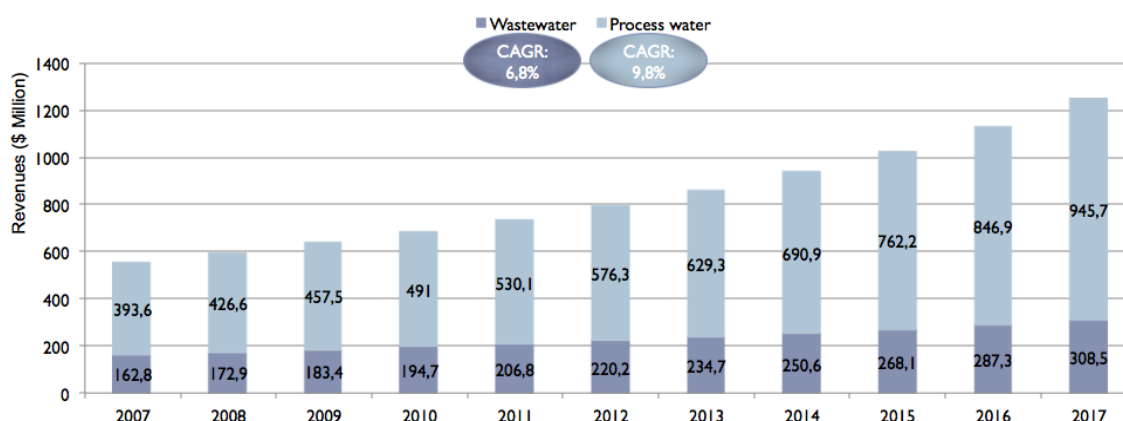 Wastewater Process water
CAGR: CAGR:
6,8% 9,8%
Revenues ($ Million)
1400
1200
1000
800
600
400
200
0
393,6 426,6 457,5 491 530,1 576,3 629,3 690,9 762,2 846,9 945,7
162,8 172,9 183,4 194,7 206,8 220,2 234,7 250,6 268,1 287,3 308,5
2007 2008 2009 2010 2011 2012 2013 2014 2015 2016 2017